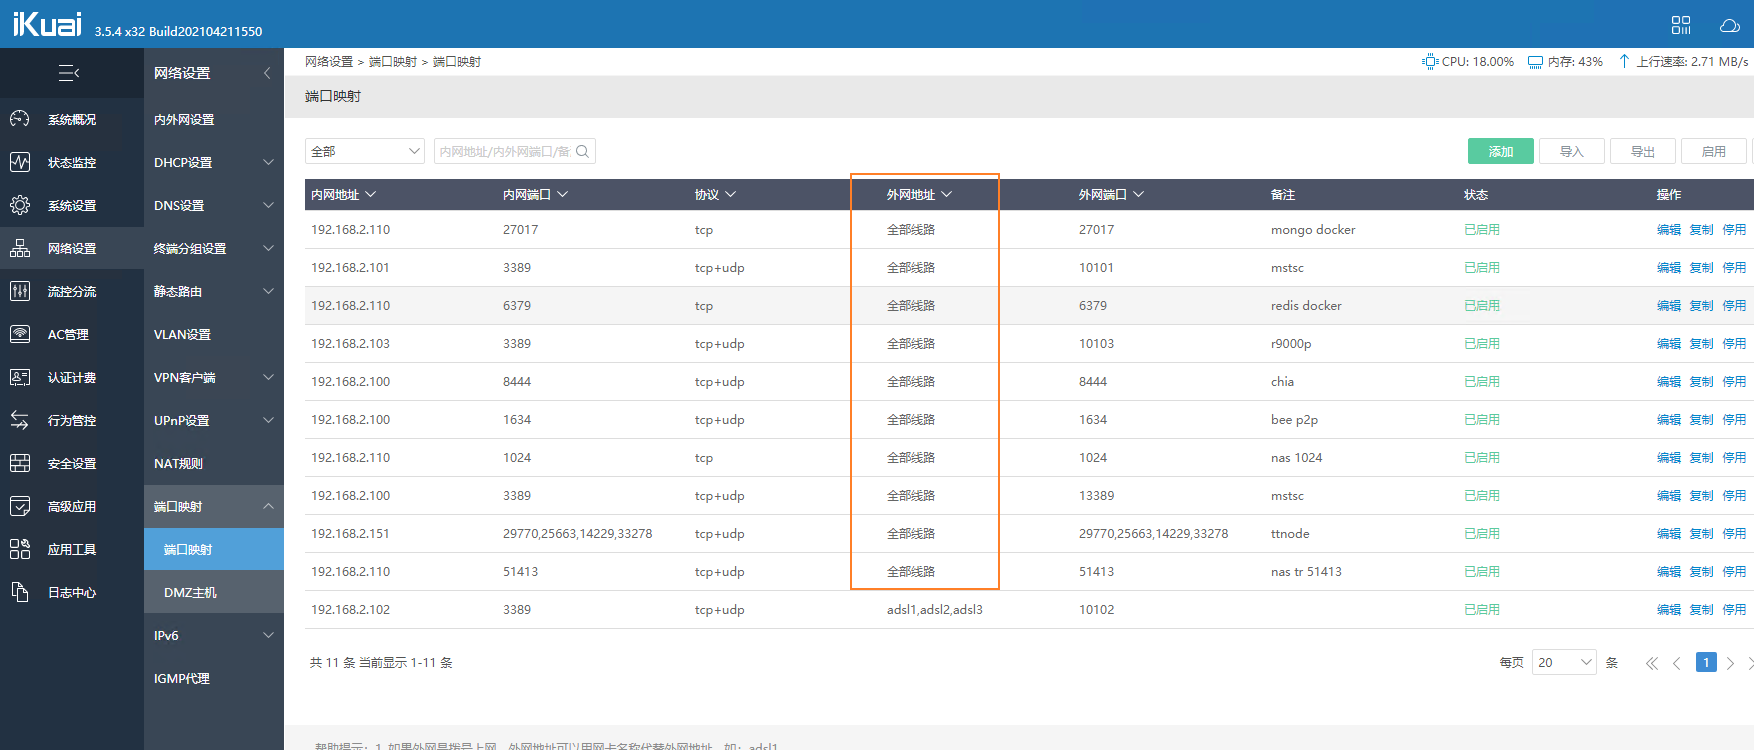 iKuai 3.5.4 x32 Build202104211550
系统概况
状态监控
系统设置
网络设置
流控分流
AC管理
认证计费
行为管控
安全设置
高级应用
应用工具
日志中心
网络设置
内外网设置
DHCP设置
DNS设置
终端分组设置
静态路由
VLAN设置
VPN客户端
UPnP设置
NAT规则
端口映射
端口映射
DMZ主机
IPv6
IGMP代理
网络设置 > 端口映射 > 端口映射 CPU: 18.00% 内存: 43% 上行速率: 2.71 MB/s
端口映射
全部 内网地址/内外网端口/备 添加 导入 导出 启用
内网地址 内网端口 协议 外网地址 外网端口 备注 状态 操作
192.168.2.110 27017 tcp 全部线路 27017 mongo docker 已启用 编辑 复制 停用
192.168.2.101 3389 tcp+udp 全部线路 10101 mstsc 已启用 编辑 复制 停用
192.168.2.110 6379 tcp 全部线路 6379 redis docker 已启用 编辑 复制 停用
192.168.2.103 3389 tcp+udp 全部线路 10103 r9000p 已启用 编辑 复制 停用
192.168.2.100 8444 tcp+udp 全部线路 8444 chia 已启用 编辑 复制 停用
192.168.2.100 1634 tcp+udp 全部线路 1634 bee p2p 已启用 编辑 复制 停用
192.168.2.110 1024 tcp 全部线路 1024 nas 1024 已启用 编辑 复制 停用
192.168.2.100 3389 tcp+udp 全部线路 13389 mstsc 已启用 编辑 复制 停用
192.168.2.151 29770,25663,14229,33278 tcp+udp 全部线路 29770,25663,14229,33278 ttnode 已启用 编辑 复制 停用
192.168.2.110 51413 tcp+udp 全部线路 51413 nas tr 51413 已启用 编辑 复制 停用
192.168.2.102 3389 tcp+udp adsl1,adsl2,adsl3 10102 已启用 编辑 复制 停用
共 11 条 当前显示 1-11 条 每页 20 条 1
帮助提示: 1. 如果外网是拨号上网，外网地址可以用网卡名称代替外网地址，如: adsl1